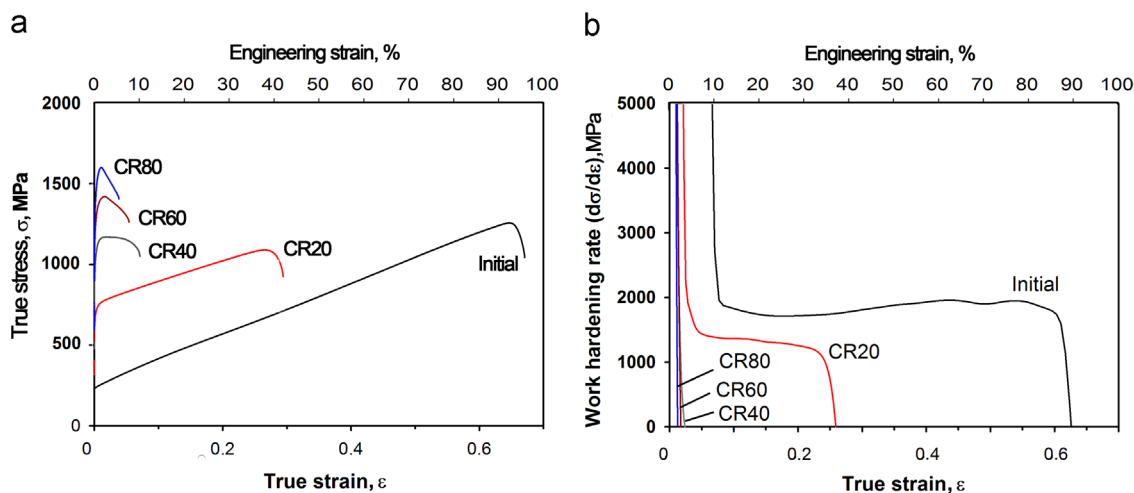 a
Engineering strain, %
0 10 20 30 40 50 60 70 80 90 100
2000
1500
1000
500
0
True stress, σ, MPa
CR80
CR60
CR40
CR20
Initial
0 0.2 0.4 0.6
True strain, ε
b
Engineering strain, %
0 10 20 30 40 50 60 70 80 90 100
5000
4000
3000
2000
1000
0
Work hardening rate (dσ/dε),MPa
Initial
CR20
CR80
CR60
CR40
0 0.2 0.4 0.6
True strain, ε